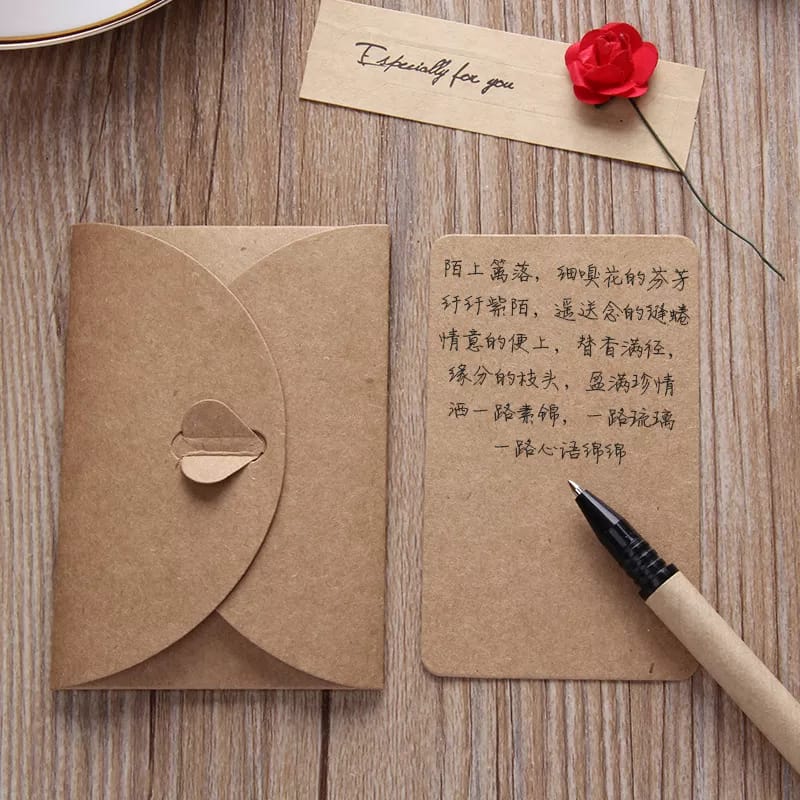 Especially for you
陌上篱落，细嗅花的芬芳
纤纤紫陌，遥送念的缱绻
情意的便上，替香满径，
缘分的枝头，盈满珍情
洒一路素锦，一路琉璃
一路心语绵绵